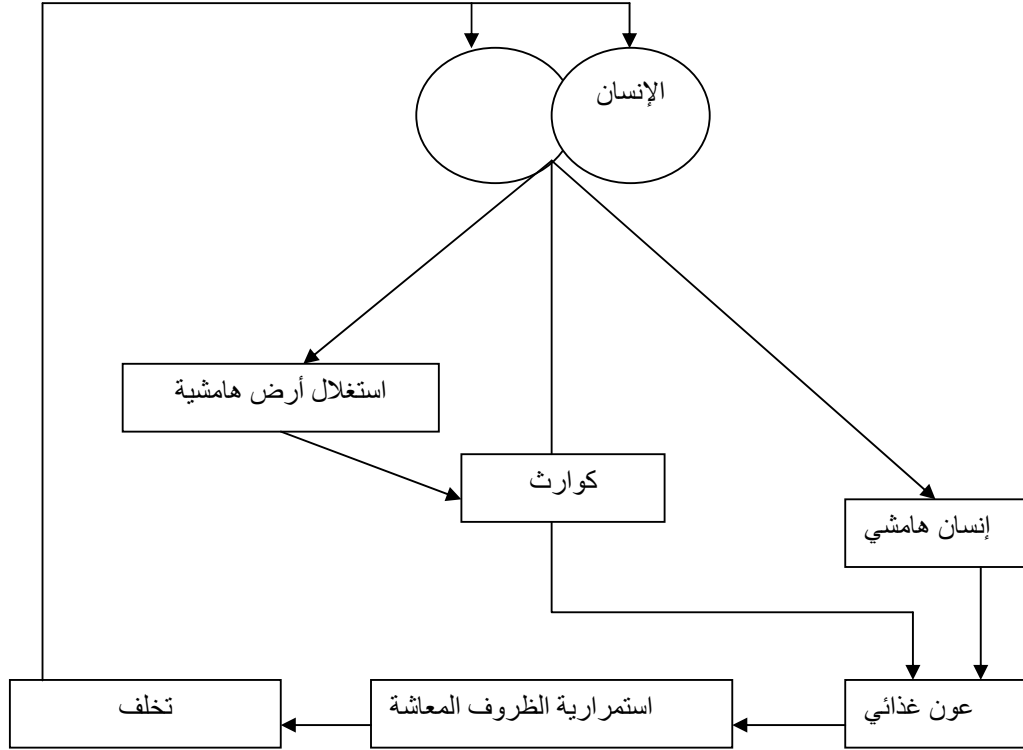 الإنسان
استغلال أرض هامشية
كوارث
إنسان هامشي
عون غذائي
استمرارية الظروف المعاشة
تخلف